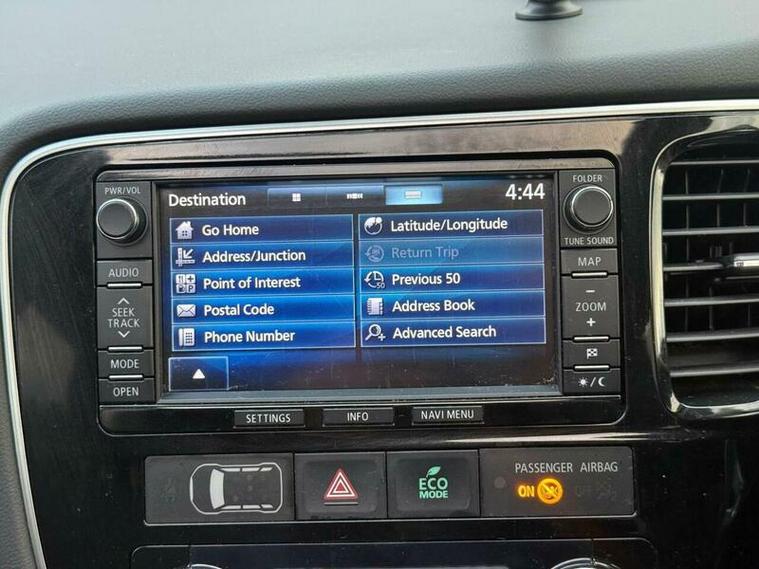 PWR/VOL
AUDIO
SEEK
TRACK
MODE
OPEN
Destination
4:44
Go Home
Address/Junction
Point of Interest
Postal Code
Phone Number
Latitude/Longitude
Return Trip
50
Previous 50
Address Book
Advanced Search
FOLDER
TUNE SOUND
MAP
ZOOM
SETTINGS
INFO
NAVI MENU
ECO
MODE
PASSENGER AIRBAG
ON